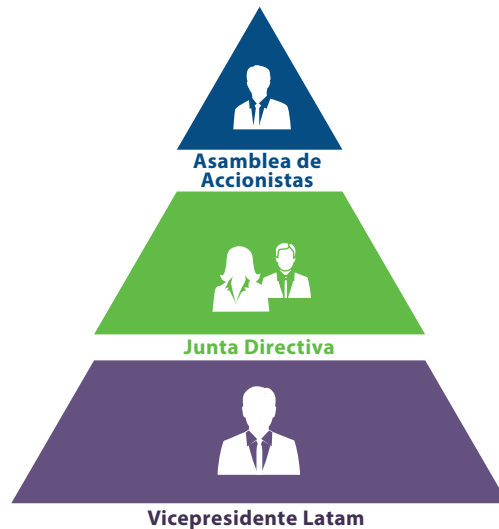 Asamblea de
Accionistas
Junta Directiva
Vicepresidente Latam